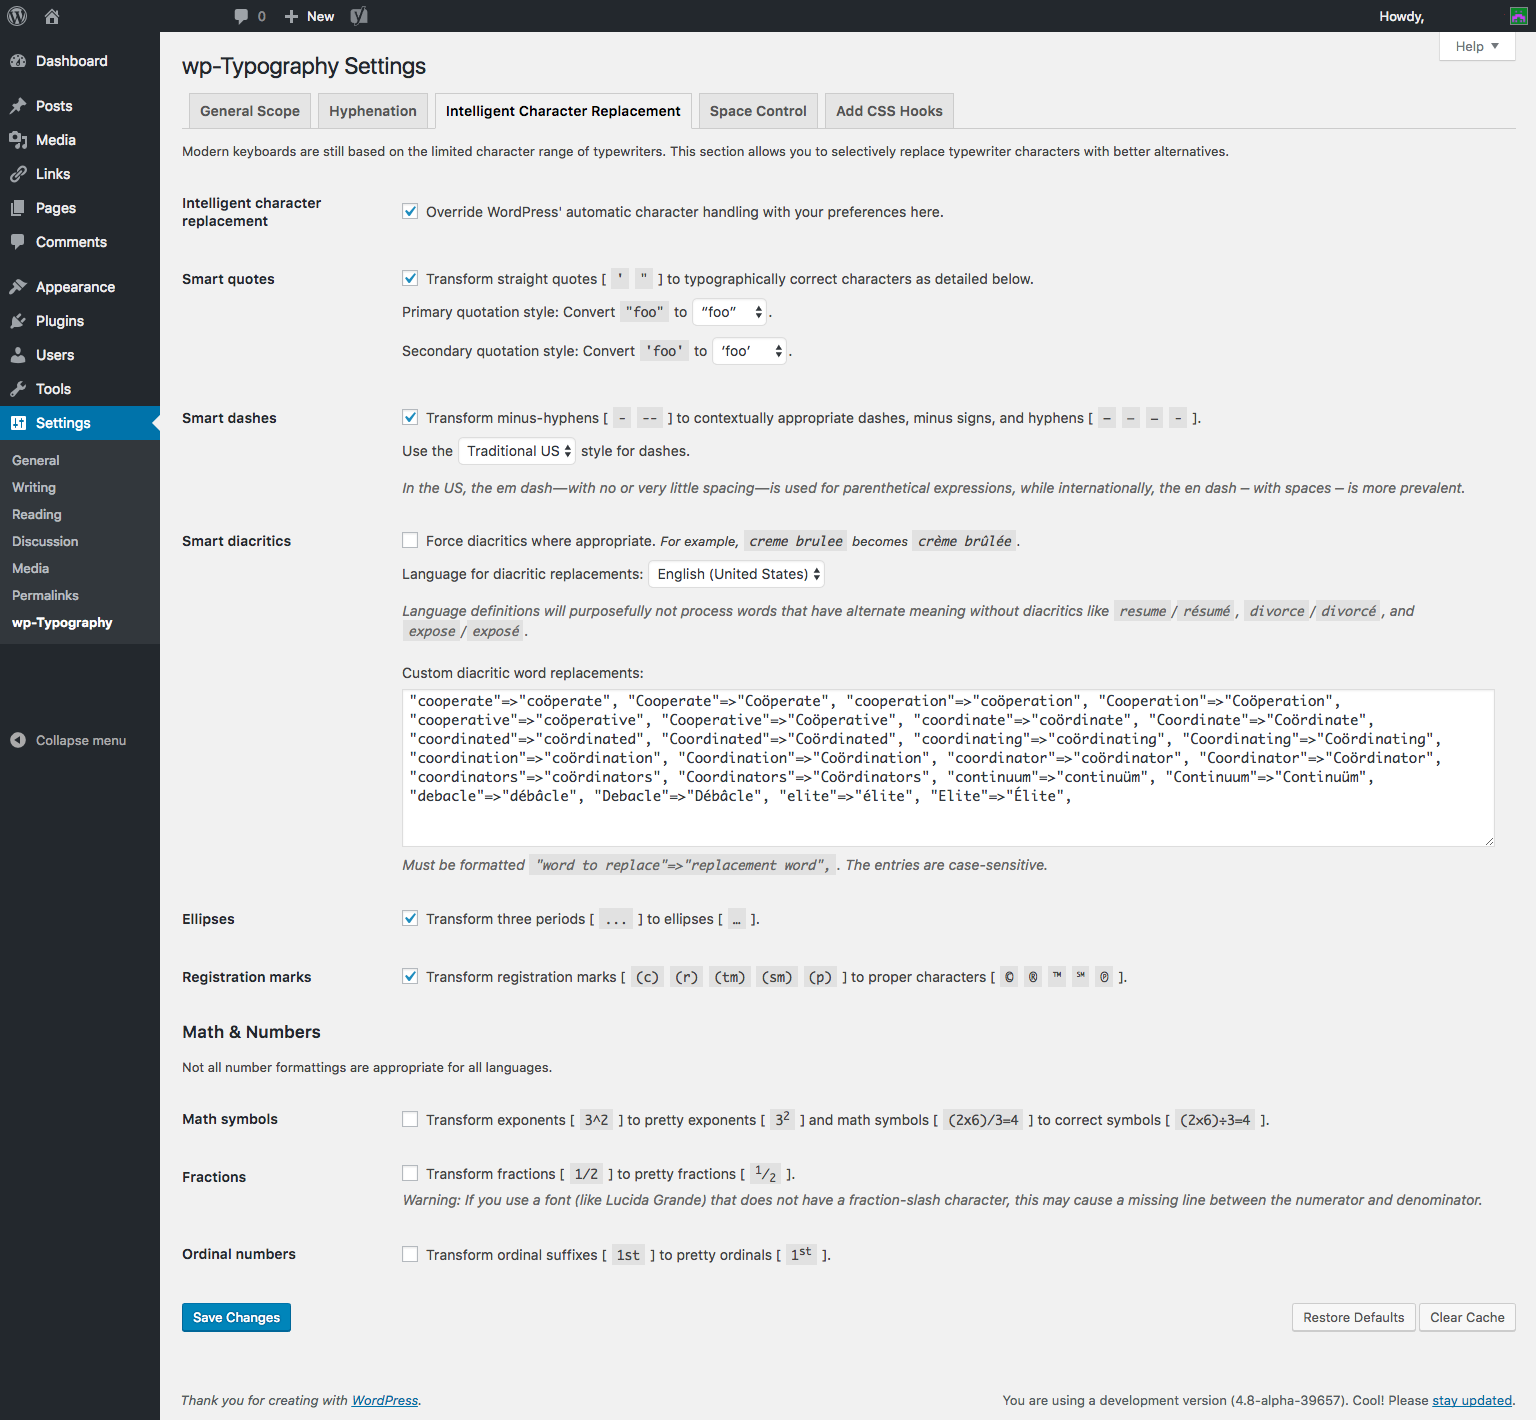 0 New Howdy,
Help
Dashboard
Posts
Media
Links
Pages
Comments
Appearance
Plugins
Users
Tools
Settings
General
Writing
Reading
Discussion
Media
Permalinks
wp-Typography
Collapse menu
wp-Typography Settings
General Scope Hyphenation Intelligent Character Replacement Space Control Add CSS Hooks
Modern keyboards are still based on the limited character range of typewriters. This section allows you to selectively replace typewriter characters with better alternatives.
Intelligent character
replacement
Override WordPress' automatic character handling with your preferences here.
Smart quotes
Transform straight quotes [ ' " ] to typographically correct characters as detailed below.
Primary quotation style: Convert "foo" to “foo” .
Secondary quotation style: Convert 'foo' to ‘foo’ .
Smart dashes
Transform minus-hyphens [ - -- ] to contextually appropriate dashes, minus signs, and hyphens [ – — − ‐ ].
Use the Traditional US style for dashes.
In the US, the em dash—with no or very little spacing—is used for parenthetical expressions, while internationally, the en dash – with spaces – is more prevalent.
Smart diacritics
Force diacritics where appropriate. For example, creme brulee becomes crème brûlée .
Language for diacritic replacements: English (United States)
Language definitions will purposefully not process words that have alternate meaning without diacritics like resume / résumé , divorce / divorcé , and
expose / exposé .
Custom diacritic word replacements:
"cooperate"=>"coöperate", "Cooperate"=>"Coöperate", "cooperation"=>"coöperation", "Cooperation"=>"Coöperation",
"cooperative"=>"coöperative", "Cooperative"=>"Coöperative", "coordinate"=>"coördinate", "Coordinate"=>"Coördinate",
"coordinated"=>"coördinated", "Coordinated"=>"Coördinated", "coordinating"=>"coördinating", "Coordinating"=>"Coördinating",
"coordination"=>"coördination", "Coordination"=>"Coördination", "coordinator"=>"coördinator", "Coordinator"=>"Coördinator",
"coordinators"=>"coördinators", "Coordinators"=>"Coördinators", "continuum"=>"continuüm", "Continuum"=>"Continuüm",
"debacle"=>"débâcle", "Debacle"=>"Débâcle", "elite"=>"élite", "Elite"=>"Élite",
Must be formatted "word to replace"=>"replacement word", . The entries are case-sensitive.
Ellipses
Transform three periods [ ... ] to ellipses [ … ].
Registration marks
Transform registration marks [ (c) (r) (tm) (sm) (p) ] to proper characters [ © ® ™ ℠ ℗ ].
Math & Numbers
Not all number formattings are appropriate for all languages.
Math symbols
Transform exponents [ 3^2 ] to pretty exponents [ 3² ] and math symbols [ (2x6)/3=4 ] to correct symbols [ (2×6)÷3=4 ].
Fractions
Transform fractions [ 1/2 ] to pretty fractions [ ¹⁄₂ ].
Warning: If you use a font (like Lucida Grande) that does not have a fraction-slash character, this may cause a missing line between the numerator and denominator.
Ordinal numbers
Transform ordinal suffixes [ 1st ] to pretty ordinals [ 1ˢᵗ ].
Save Changes Restore Defaults Clear Cache
Thank you for creating with WordPress. You are using a development version (4.8-alpha-39657). Cool! Please stay updated.